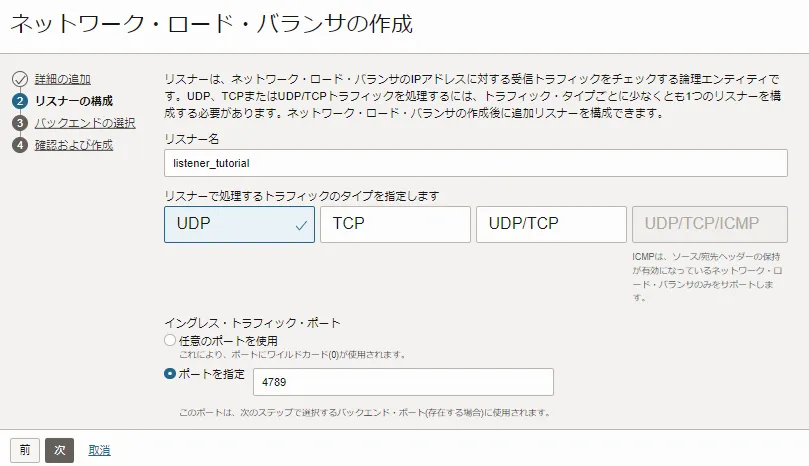 ネットワーク・ロード・バランサの作成
詳細の追加
2 リスナーの構成
3 バックエンドの選択
4 確認および作成
リスナーは、ネットワーク・ロード・バランサのIPアドレスに対する受信トラフィックをチェックする論理エンティティで
す。UDP、TCPまたはUDP/TCPトラフィックを処理するには、トラフィック・タイプごとに少なくとも1つのリスナーを構
成する必要があります。ネットワーク・ロード・バランサの作成後に追加リスナーを構成できます。
リスナー名
listener_tutorial
リスナーで処理するトラフィックのタイプを指定します
UDP
TCP
UDP/TCP
UDP/TCP/ICMP
ICMPは、ソース/宛先ヘッダーの保持
が有効になっているネットワーク・ロ
ード・バランサのみをサポートしま
す。
イングレス・トラフィック・ポート
任意のポートを使用
これにより、ポートにワイルドカード(0)が使用されます。
ポートを指定
4789
このポートは、次のステップで選択するバックエンド・ポート(存在する場合)に使用されます。
前
次
取消